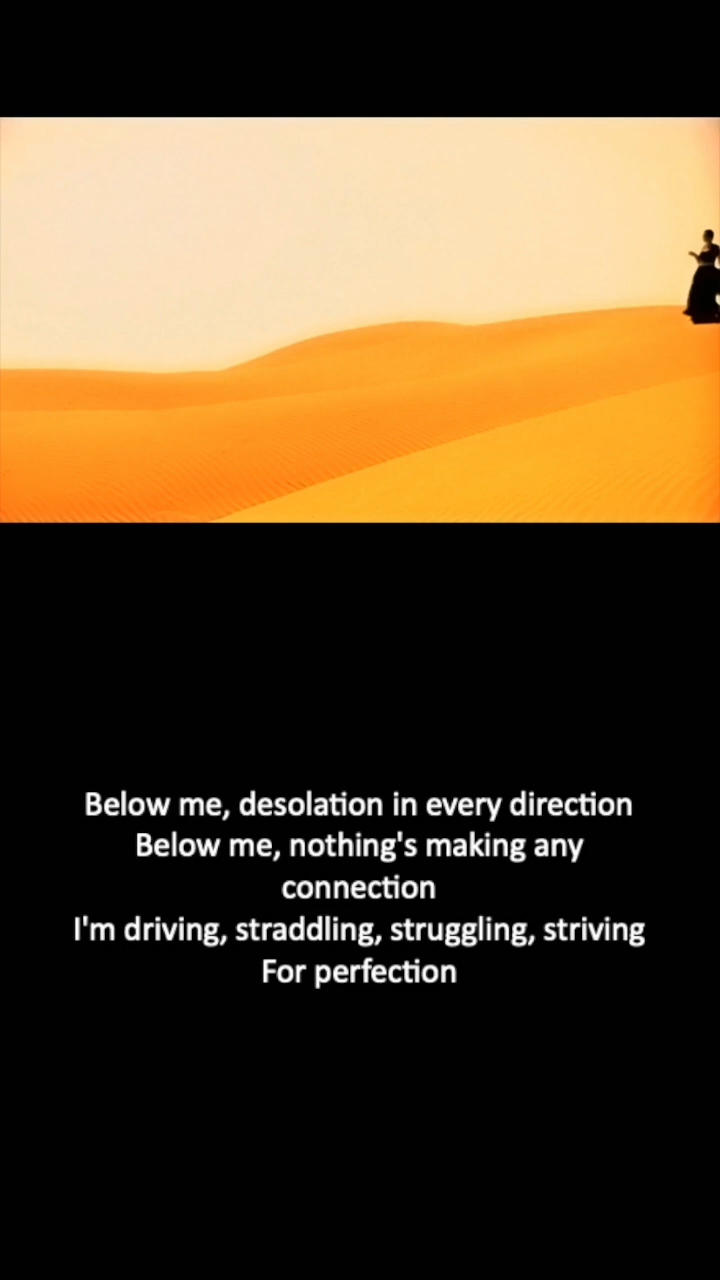 Below me, desolation in every direction
Below me, nothing's making any
connection
I'm driving, straddling, struggling, striving
For perfection